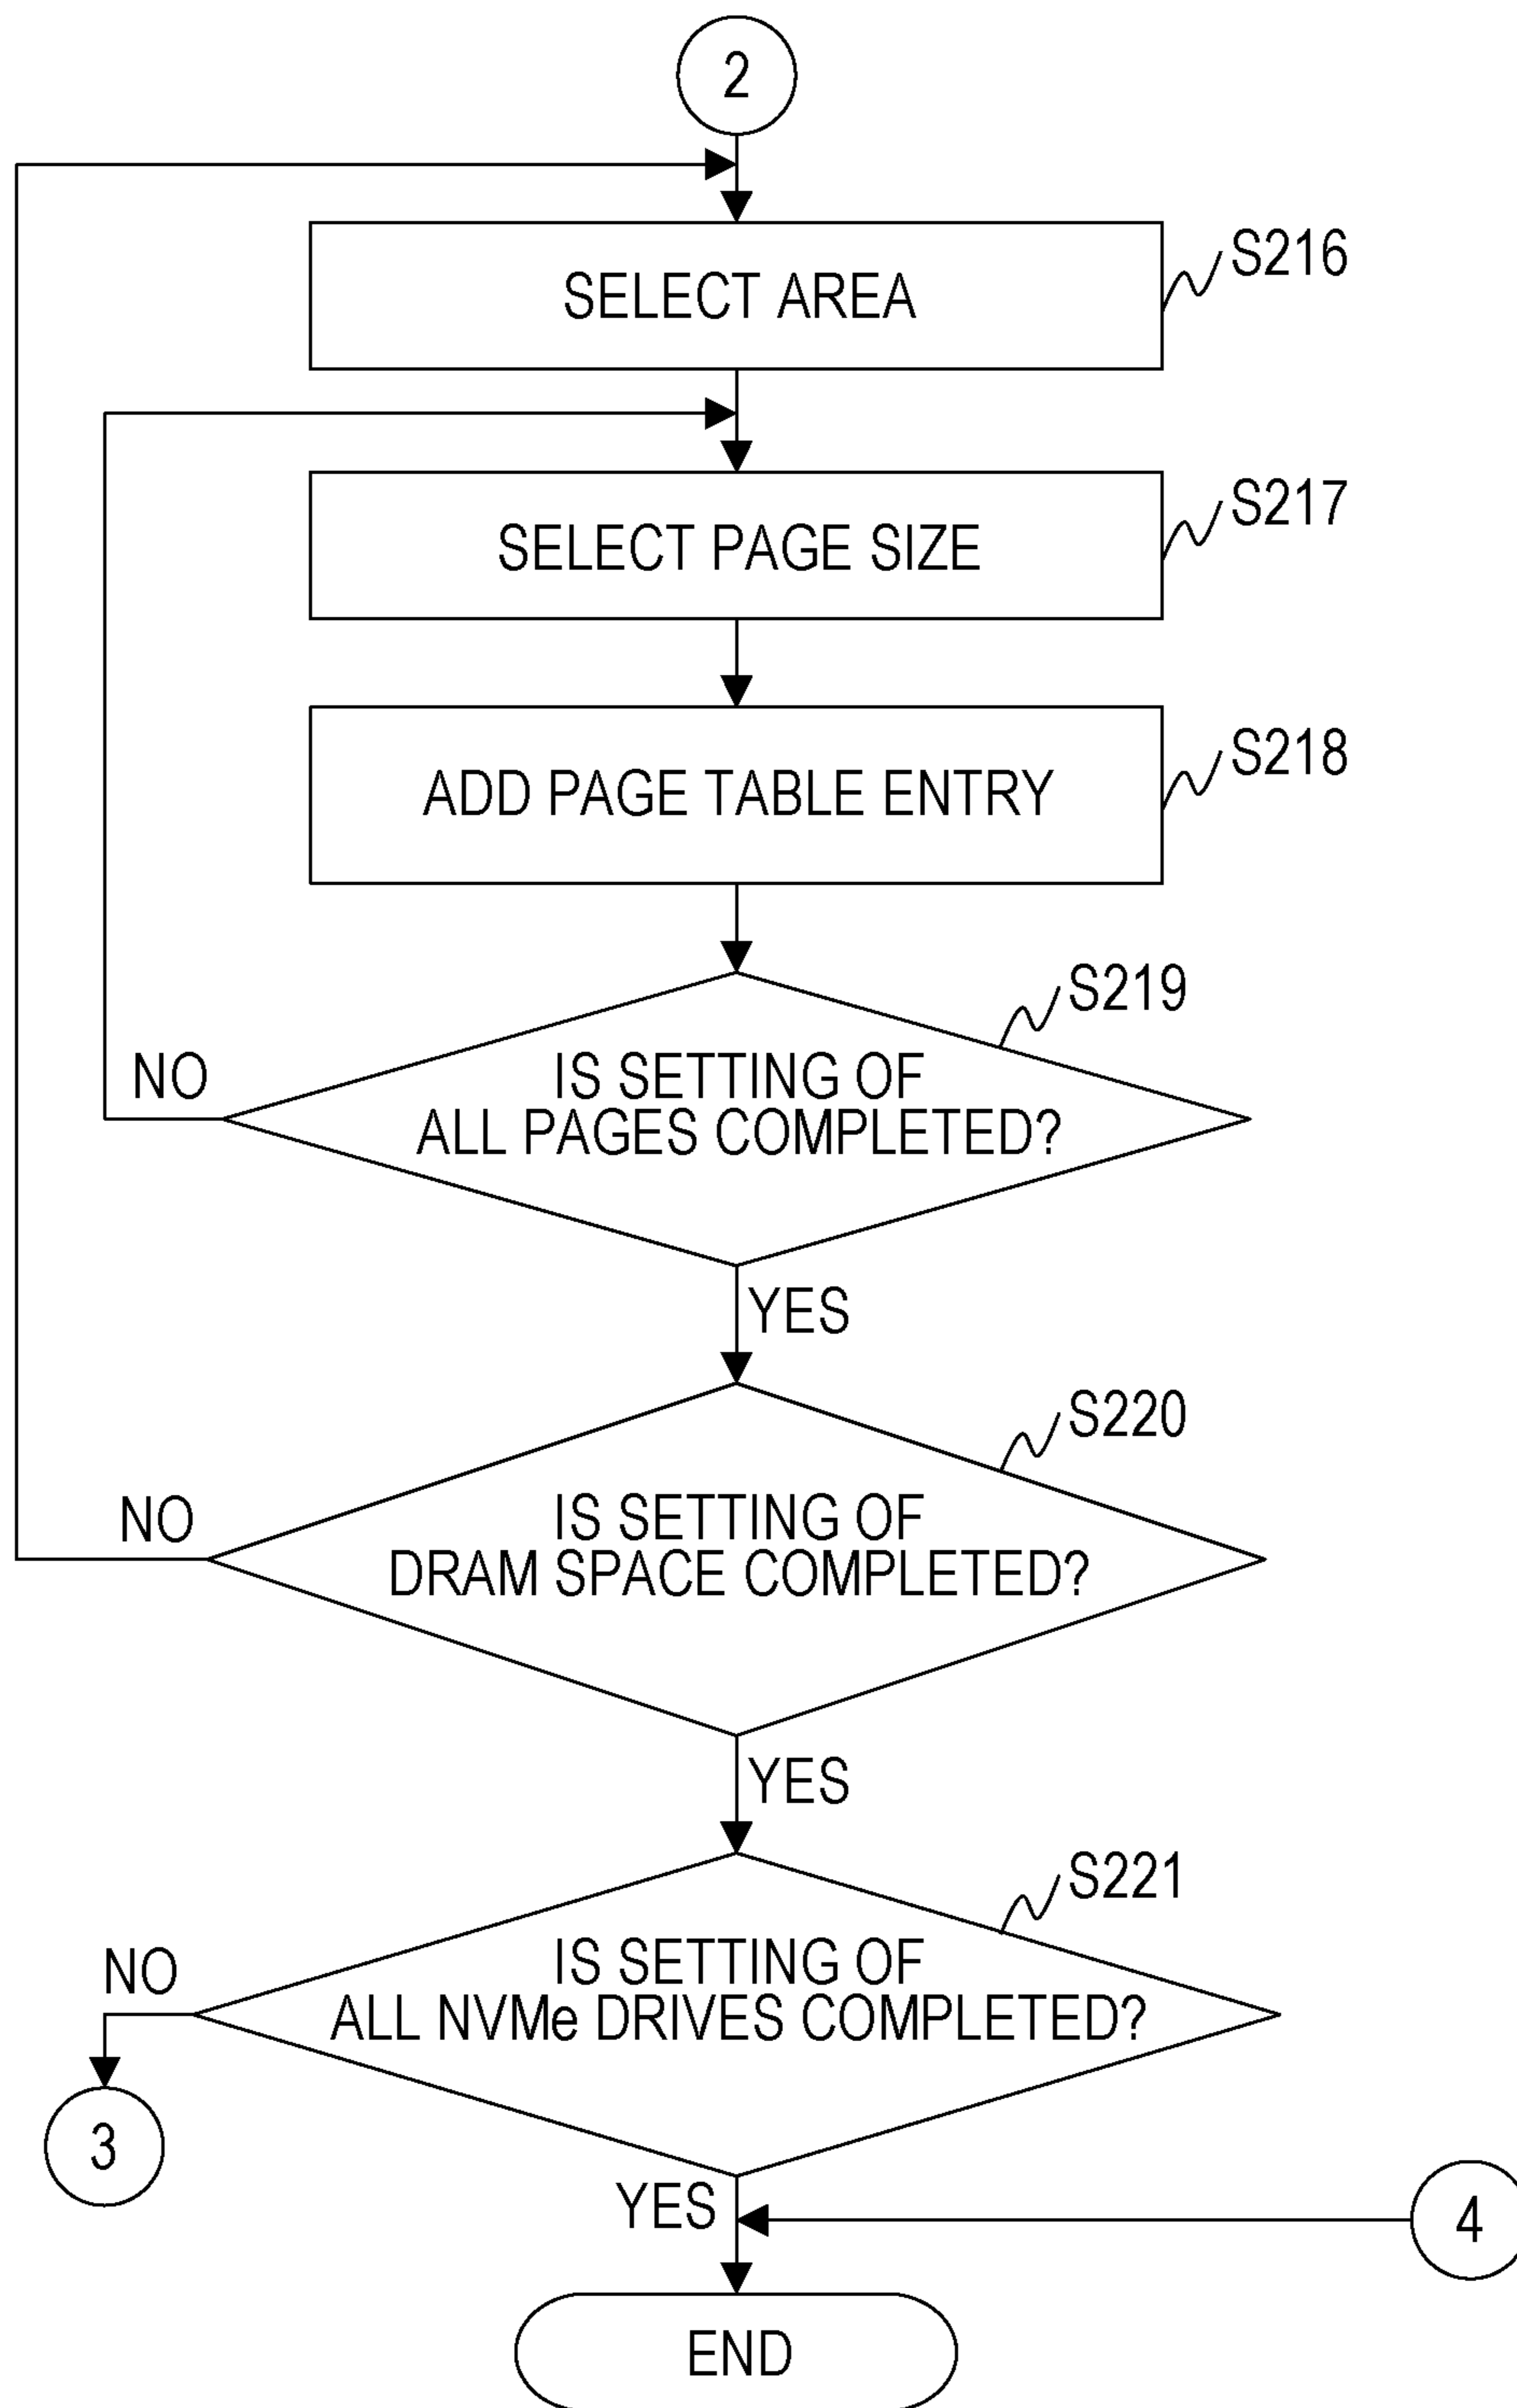 2
SELECT AREA
S216
SELECT PAGE SIZE
S217
ADD PAGE TABLE ENTRY
S218
S219
IS SETTING OF
ALL PAGES COMPLETED?
NO
YES
S220
IS SETTING OF
DRAM SPACE COMPLETED?
NO
YES
S221
IS SETTING OF
ALL NVMe DRIVES COMPLETED?
NO
3
YES
4
END